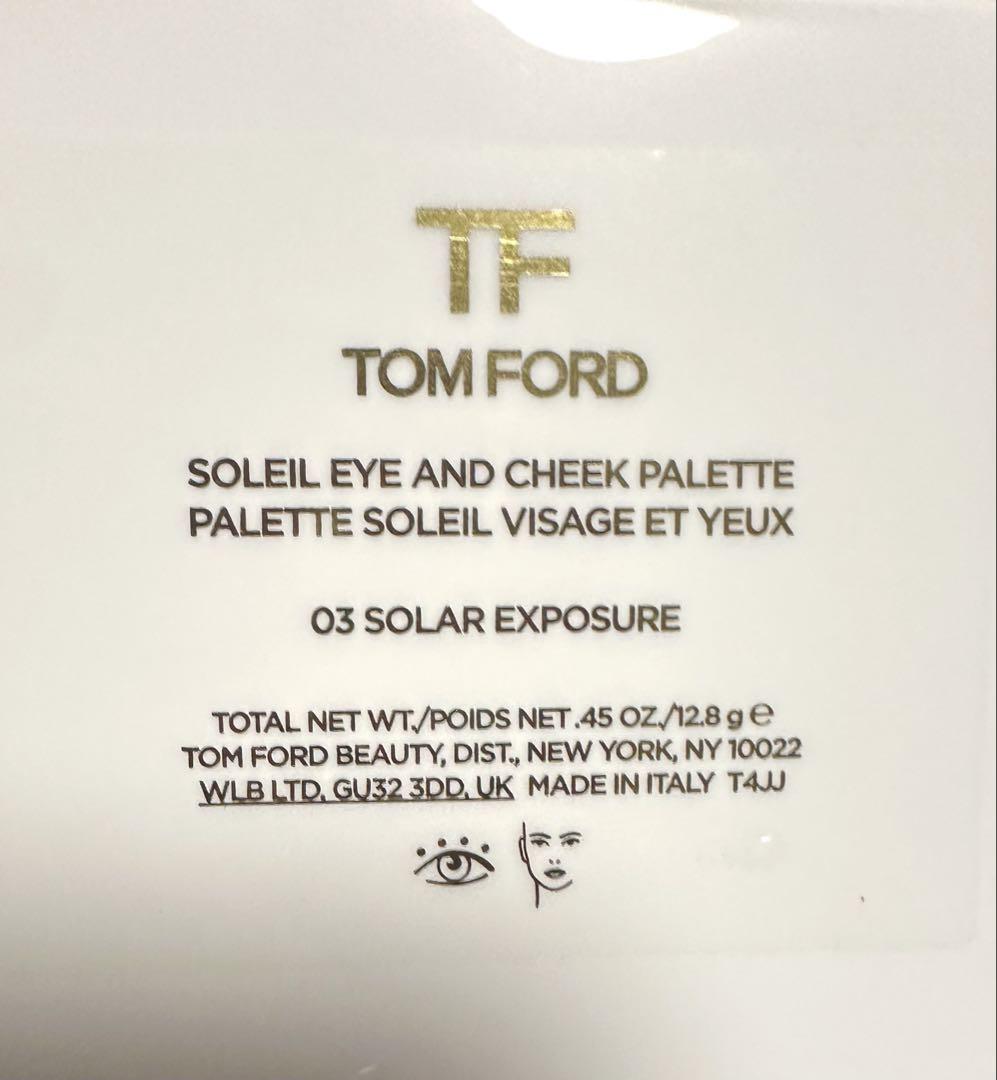 TF
TOM FORD
SOLEIL EYE AND CHEEK PALETTE
PALETTE SOLEIL VISAGE ET YEUX
03 SOLAR EXPOSURE
TOTAL NET WT./POIDS NET .45 OZ./12.8 g ℮
TOM FORD BEAUTY, DIST., NEW YORK, NY 10022
WLB LTD, GU32 3DD, UK MADE IN ITALY T4JJ